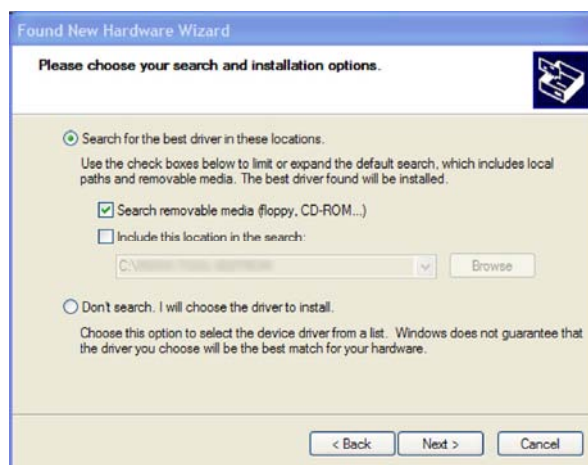 Found New Hardware Wizard
Please choose your search and installation options.
Search for the best driver in these locations.
Use the check boxes below to limit or expand the default search, which includes local
paths and removable media. The best driver found will be installed.
Search removable media (floppy, CD-ROM...)
Include this location in the search:
C:\
Browse
Don't search. I will choose the driver to install.
Choose this option to select the device driver from a list. Windows does not guarantee that
the driver you choose will be the best match for your hardware.
< Back Next > Cancel